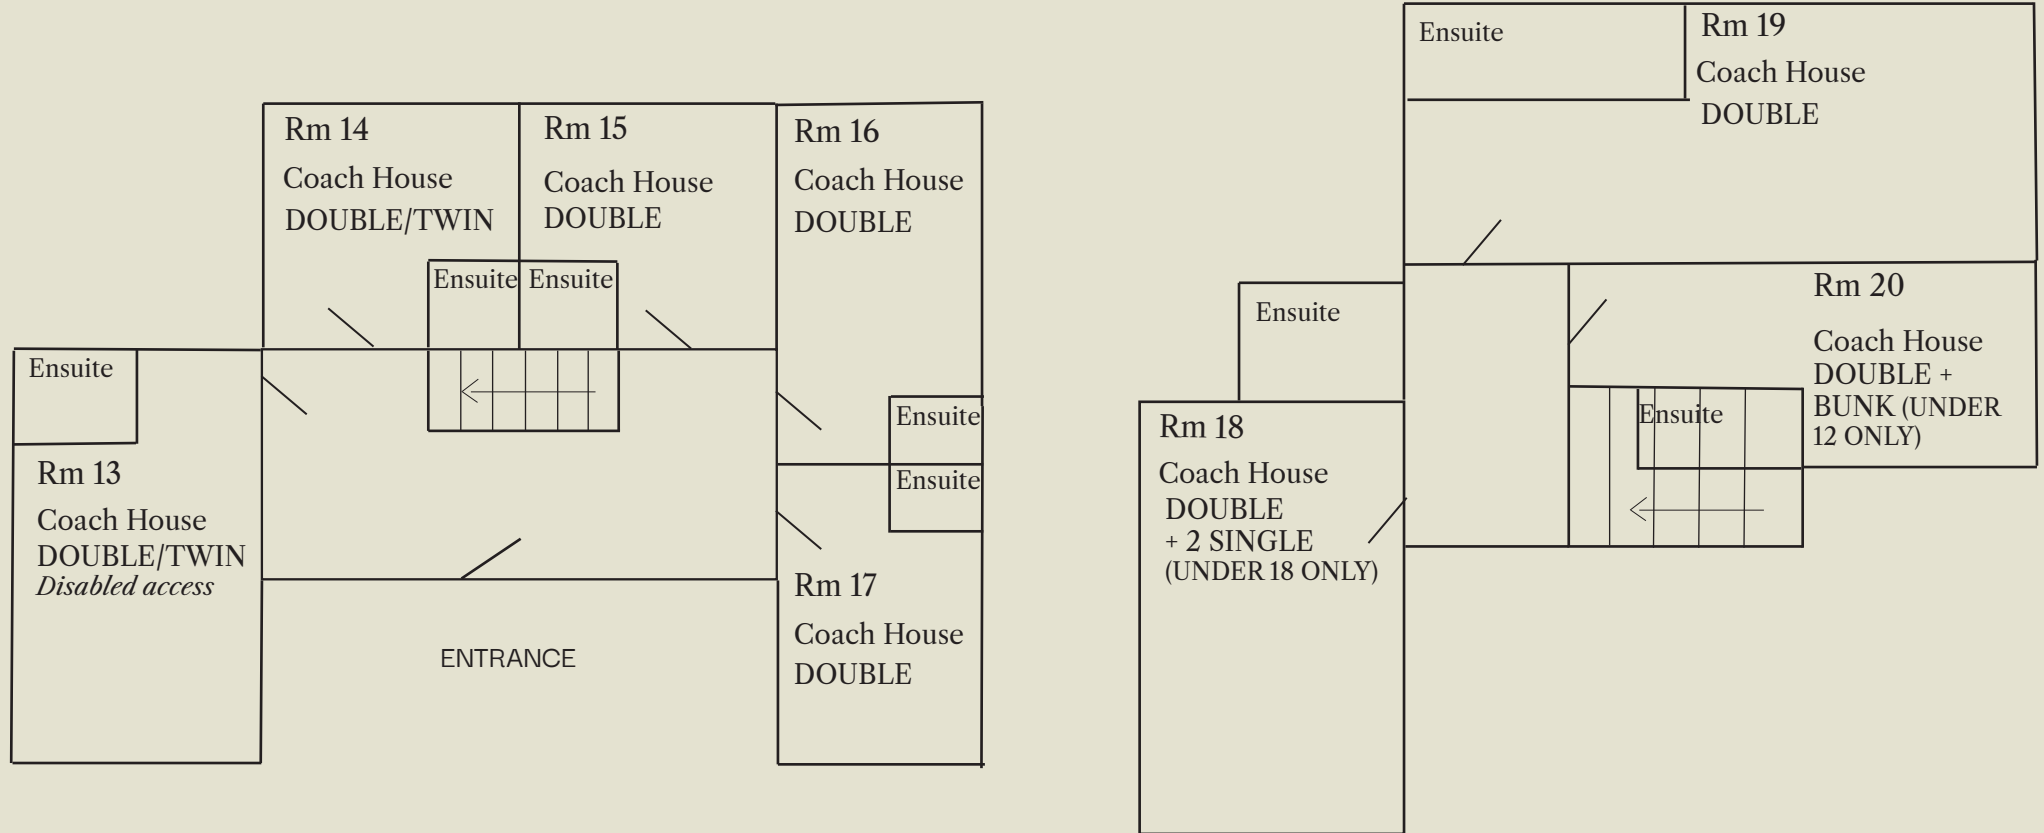 Rm 14
Coach House
DOUBLE/TWIN
Ensuite
Rm 15
Coach House
DOUBLE
Ensuite
Rm 16
Coach House
DOUBLE
Ensuite
Ensuite
Rm 13
Coach House
DOUBLE/TWIN
Disabled access
Ensuite
Rm 17
Coach House
DOUBLE
ENTRANCE
Ensuite
Rm 19
Coach House
DOUBLE
Ensuite
Rm 18
Coach House
DOUBLE
+ 2 SINGLE
(UNDER 18 ONLY)
Rm 20
Coach House
DOUBLE +
BUNK (UNDER
12 ONLY)
Ensuite